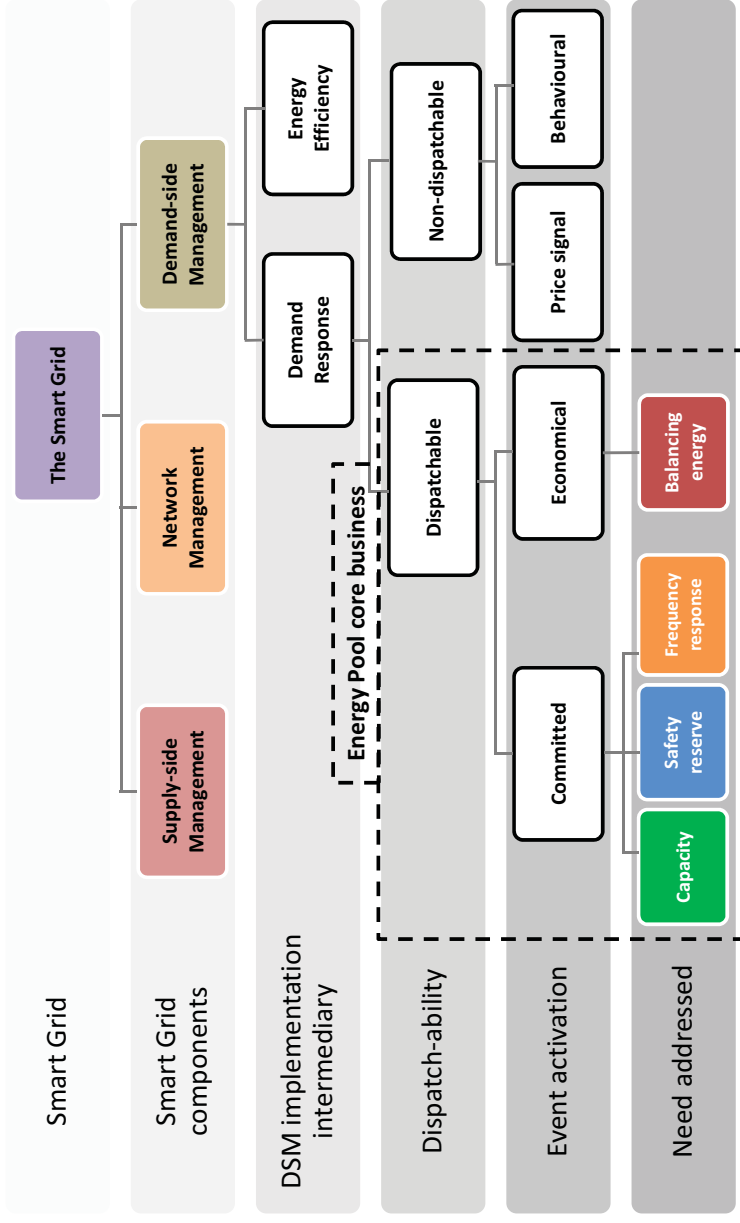 Smart Grid
The Smart Grid
Smart Grid
components
Supply-side
Management
Network
Management
Demand-side
Management
DSM implementation
intermediary
Demand
Response
Energy
Efficiency
Energy Pool core business
Dispatch-ability
Dispatchable
Non-dispatchable
Event activation
Committed
Economical
Price signal
Behavioural
Need addressed
Capacity
Safety
reserve
Frequency
response
Balancing
energy